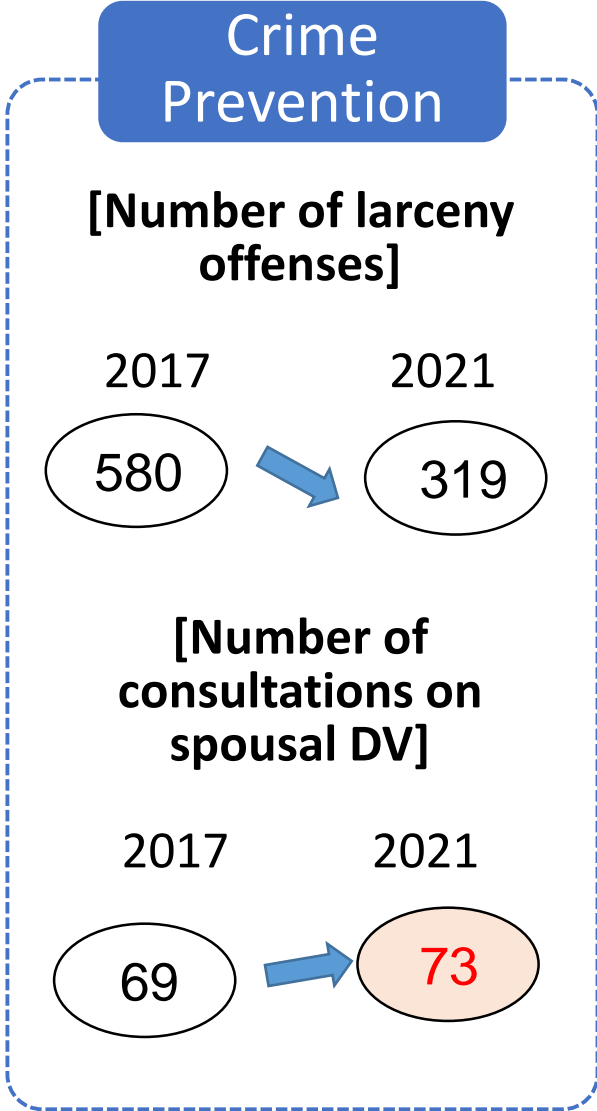 Crime
Prevention
[Number of larceny
offenses]
2017 2021
580 319
[Number of
consultations on
spousal DV]
2017 2021
69 73